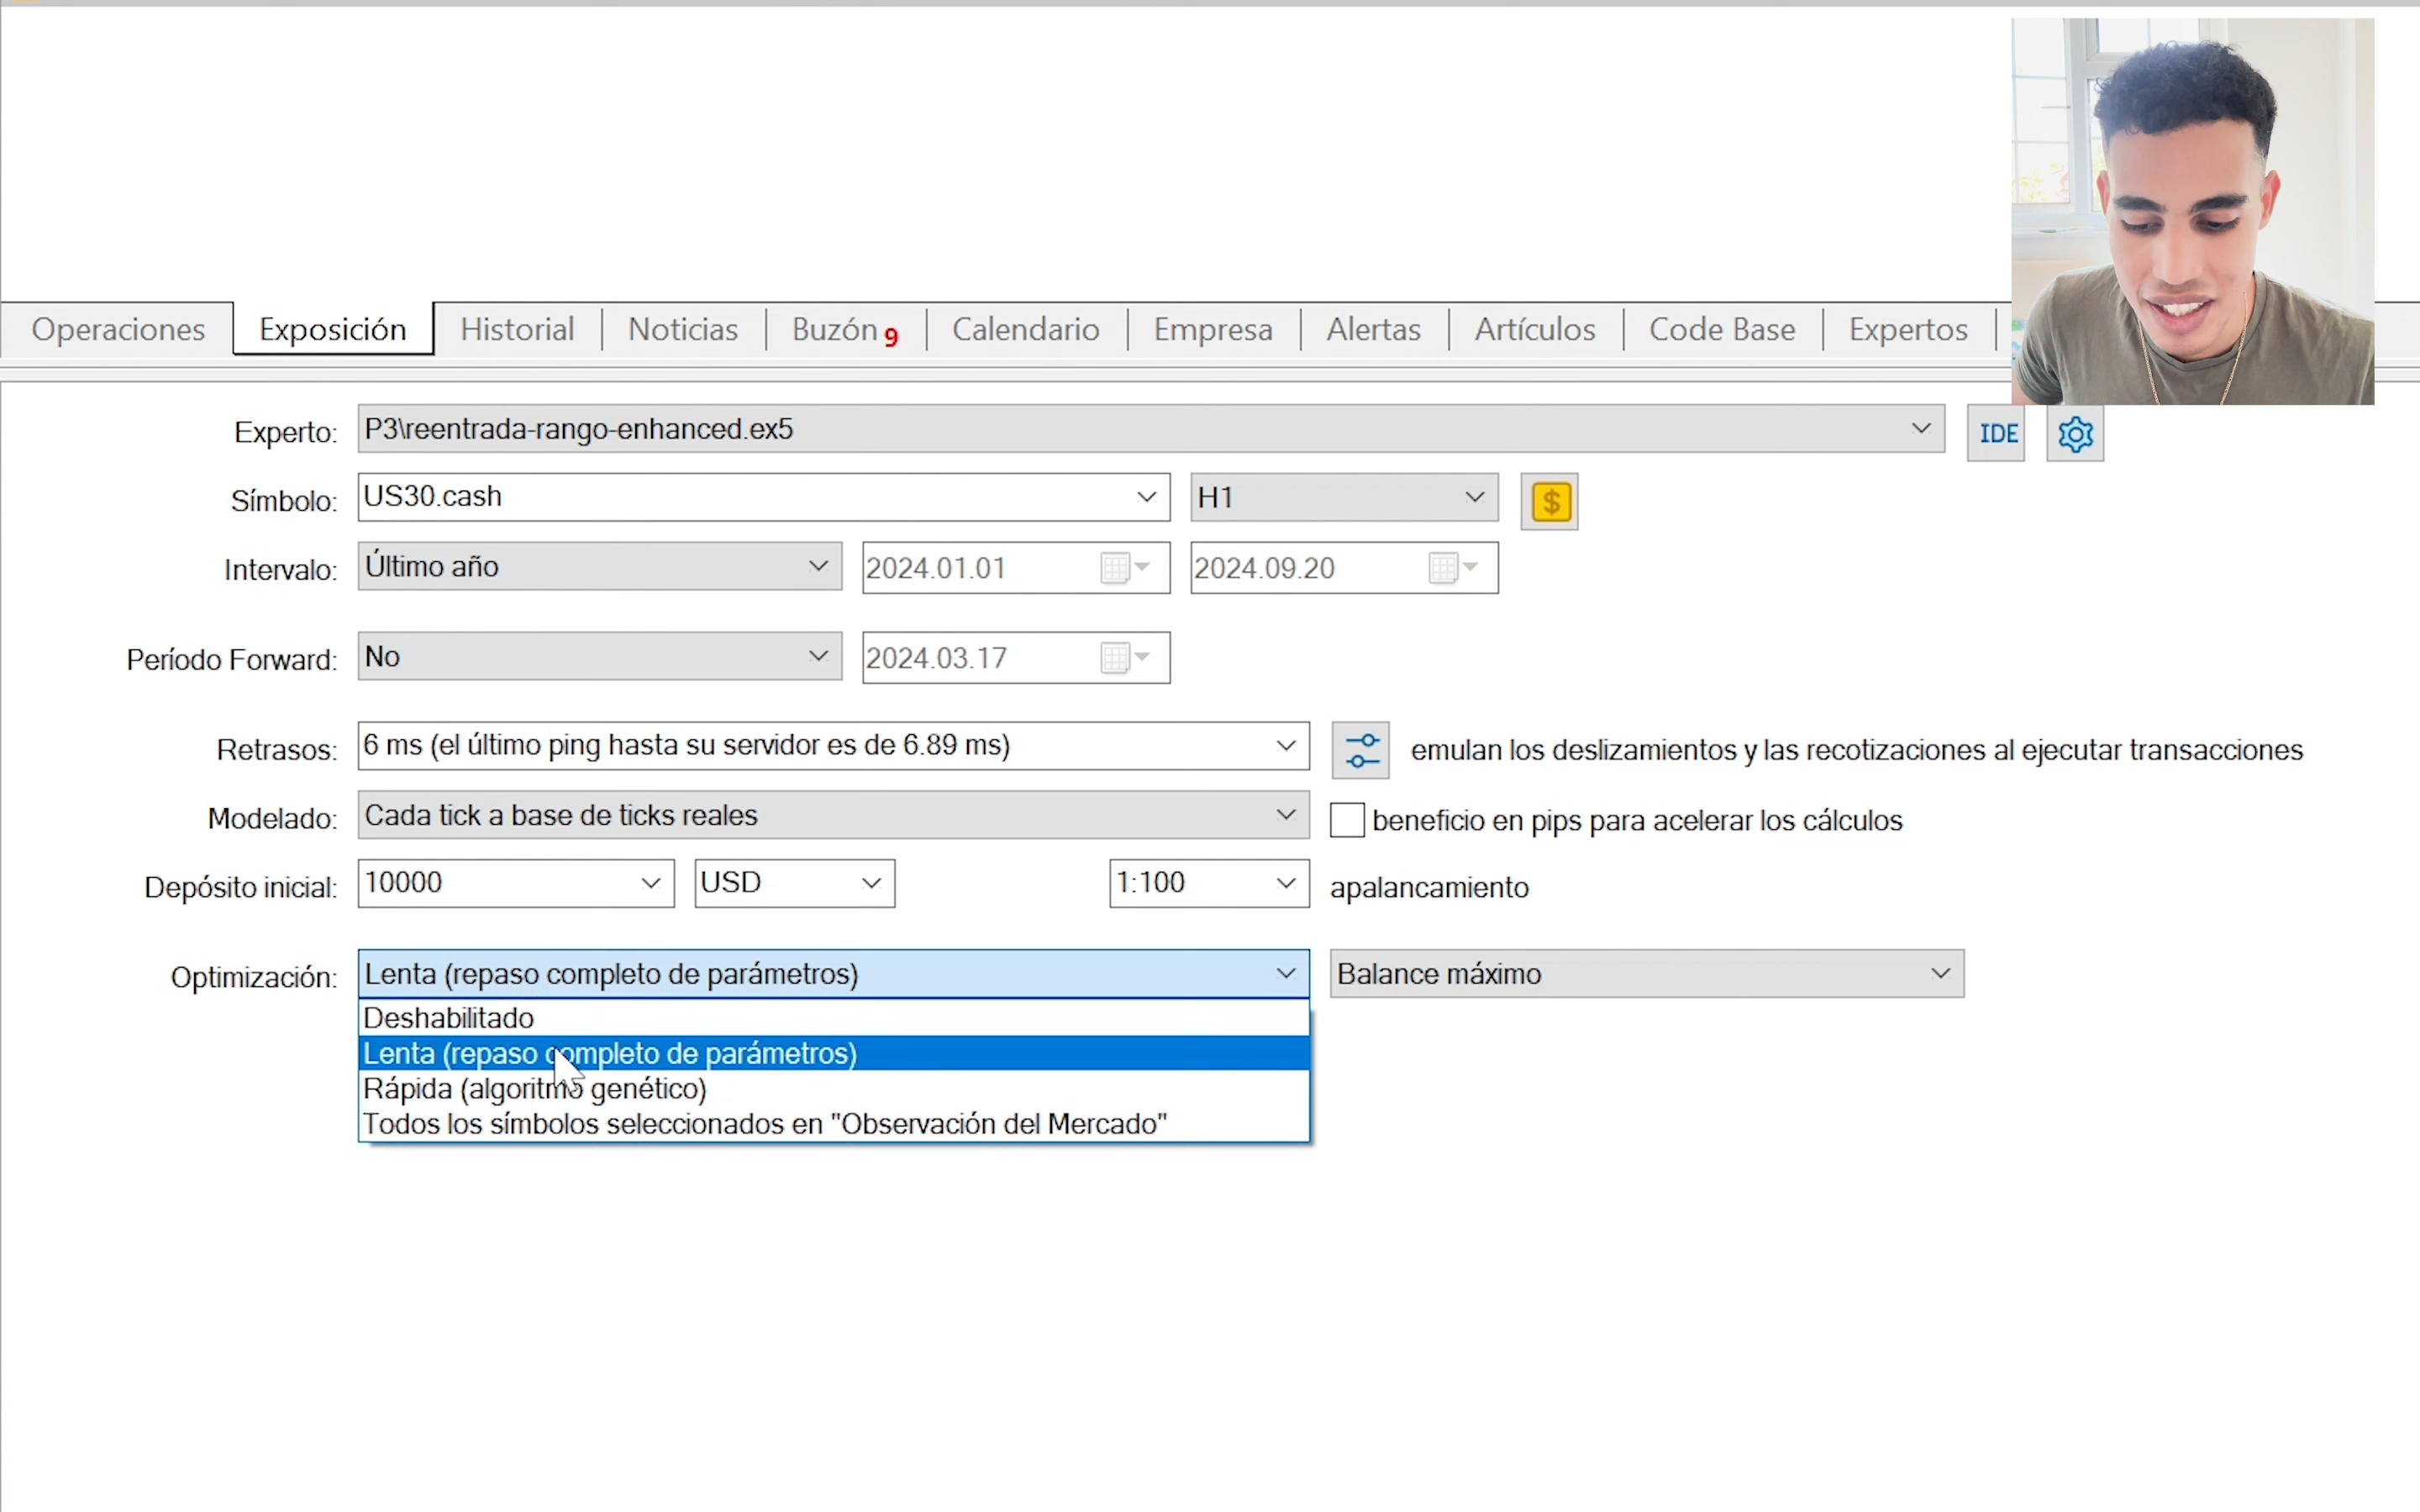 Operaciones Exposición Historial Noticias Buzón 9 Calendario Empresa Alertas Artículos Code Base Expertos
Experto: P3\reentrada-rango-enhanced.ex5 IDE
Símbolo: US30.cash H1 $
Intervalo: Último año 2024.01.01 2024.09.20
Período Forward: No 2024.03.17
Retrasos: 6 ms (el último ping hasta su servidor es de 6.89 ms) emulan los deslizamientos y las recotizaciones al ejecutar transacciones
Modelado: Cada tick a base de ticks reales beneficio en pips para acelerar los cálculos
Depósito inicial: 10000 USD 1:100 apalancamiento
Optimización: Lenta (repaso completo de parámetros) Balance máximo
Deshabilitado
Lenta (repaso completo de parámetros)
Rápida (algoritmo genético)
Todos los símbolos seleccionados en "Observación del Mercado"